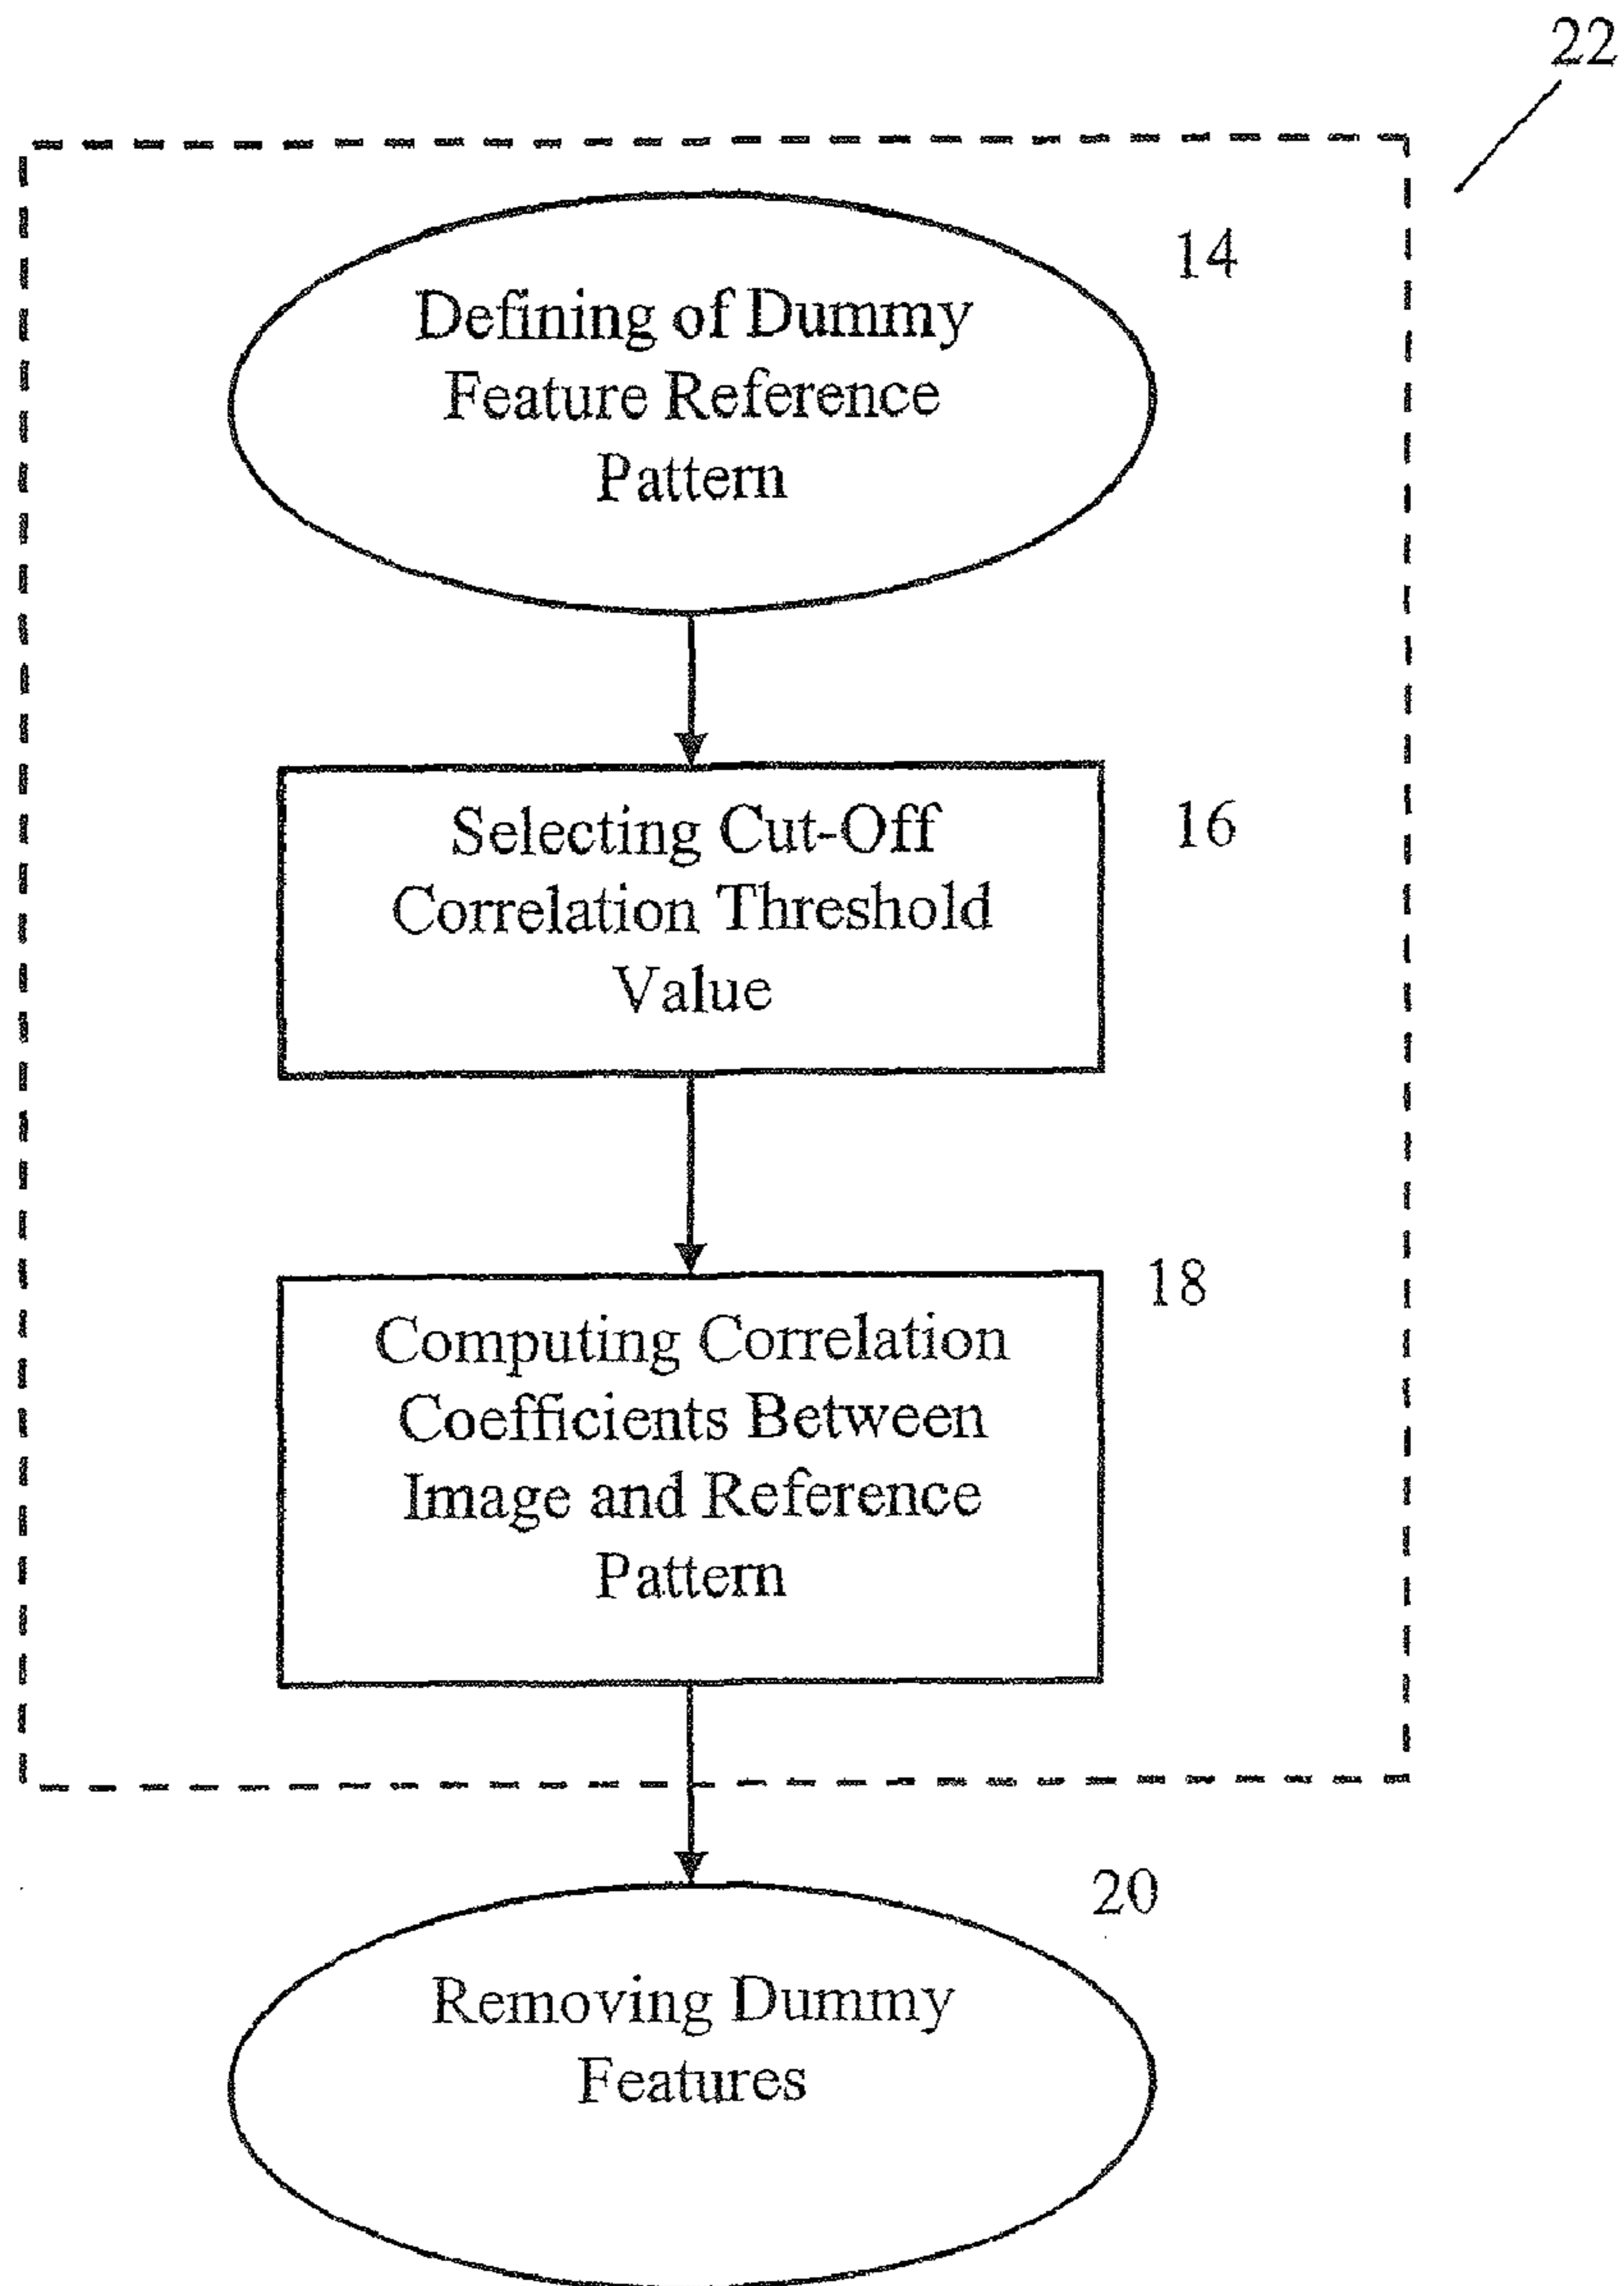 22
14
Defining of Dummy
Feature Reference
Pattern
16
Selecting Cut-Off
Correlation Threshold
Value
18
Computing Correlation
Coefficients Between
Image and Reference
Pattern
20
Removing Dummy
Features